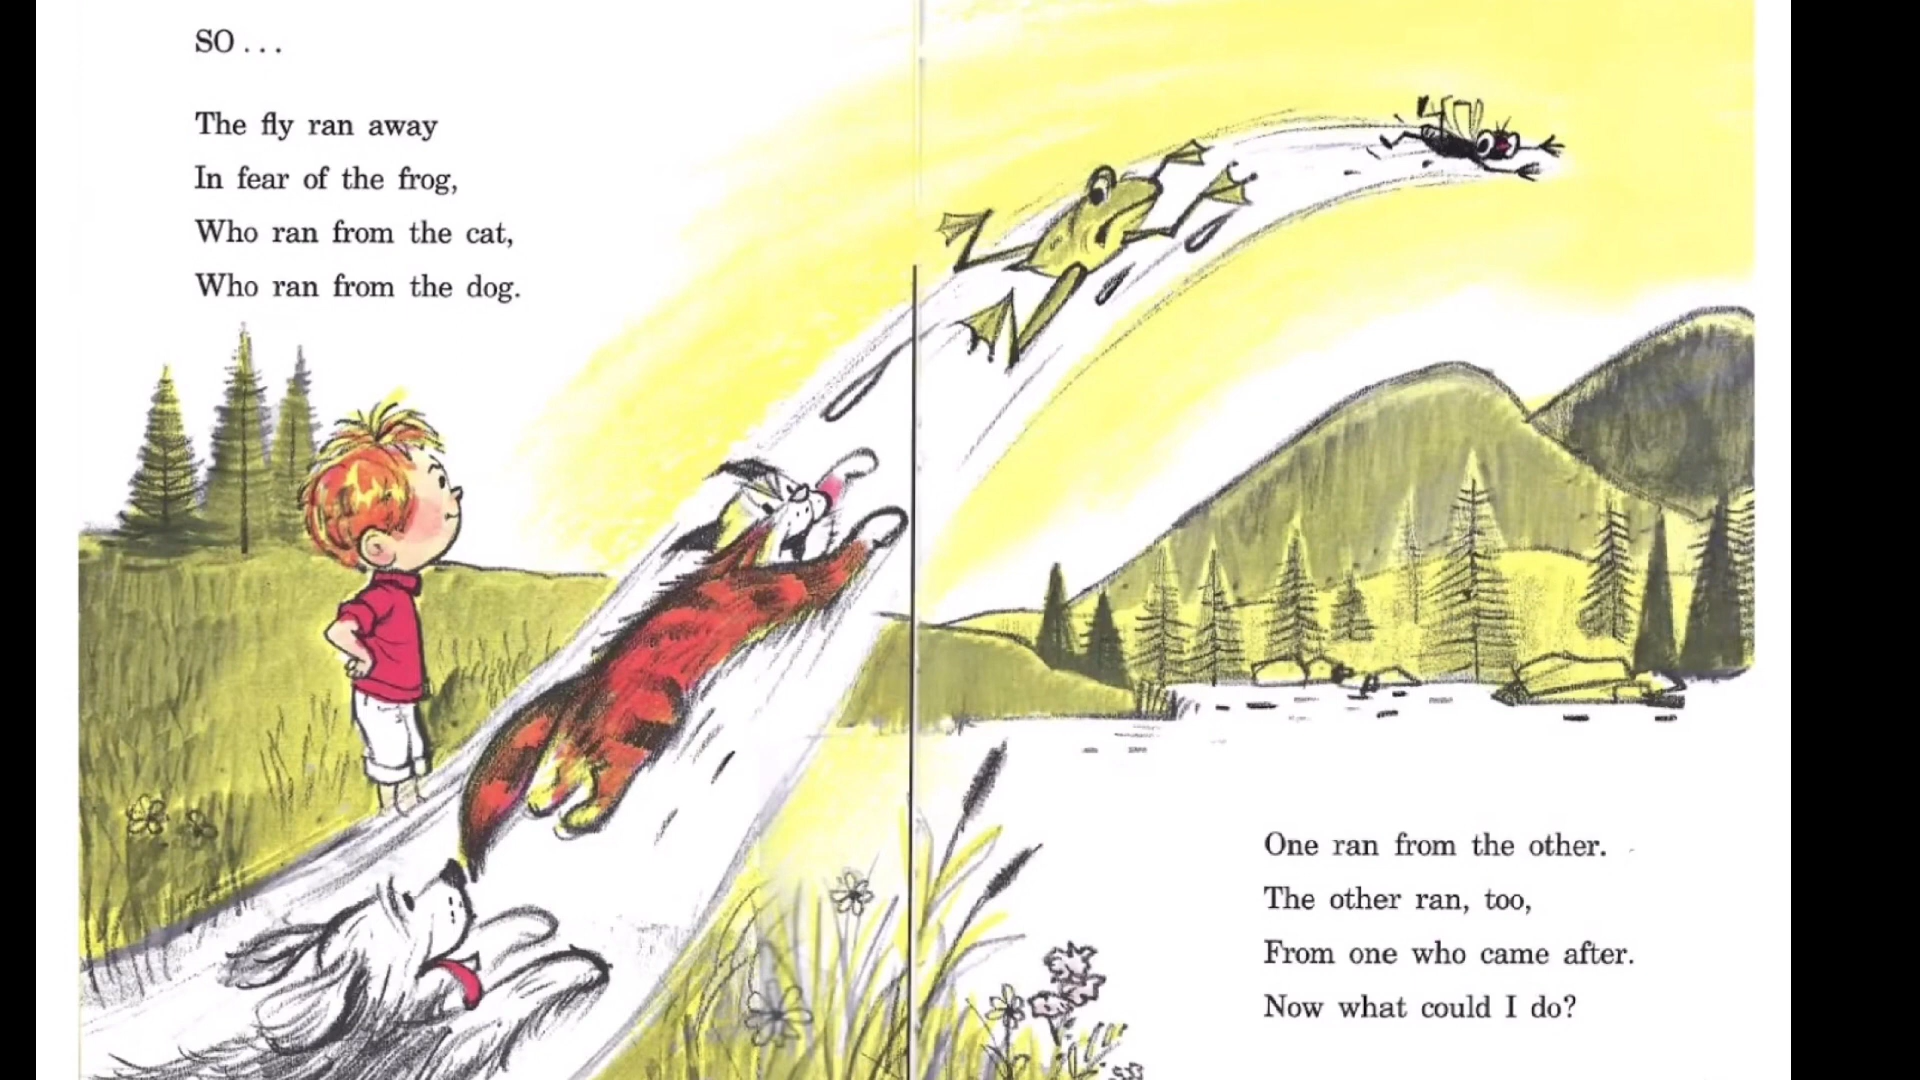 SO . . .
The fly ran away
In fear of the frog,
Who ran from the cat,
Who ran from the dog.
One ran from the other.
The other ran, too,
From one who came after.
Now what could I do?